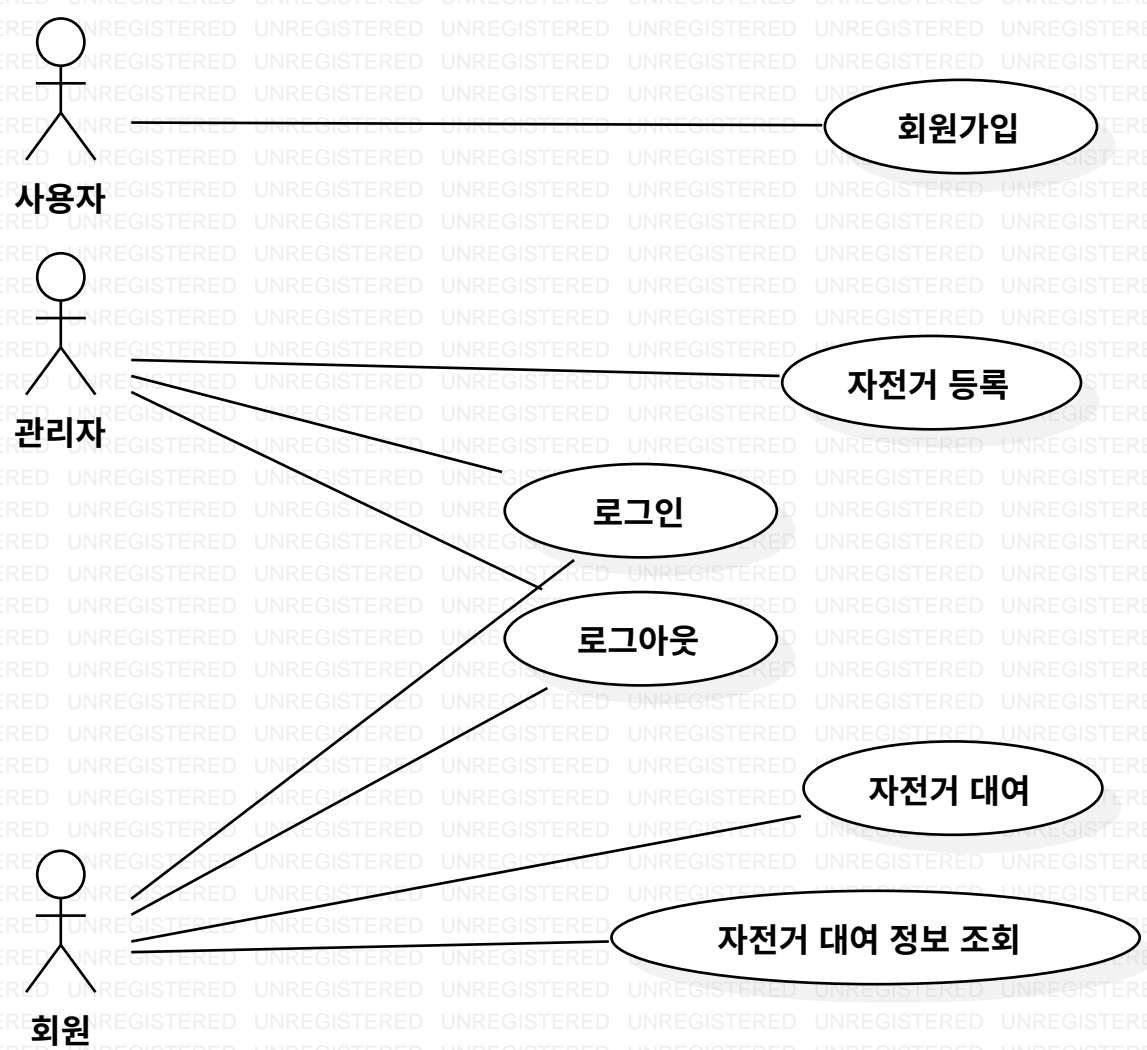 회원가입
사용자
자전거 등록
관리자
로그인
로그아웃
자전거 대여
자전거 대여 정보 조회
회원
UNREGISTERED